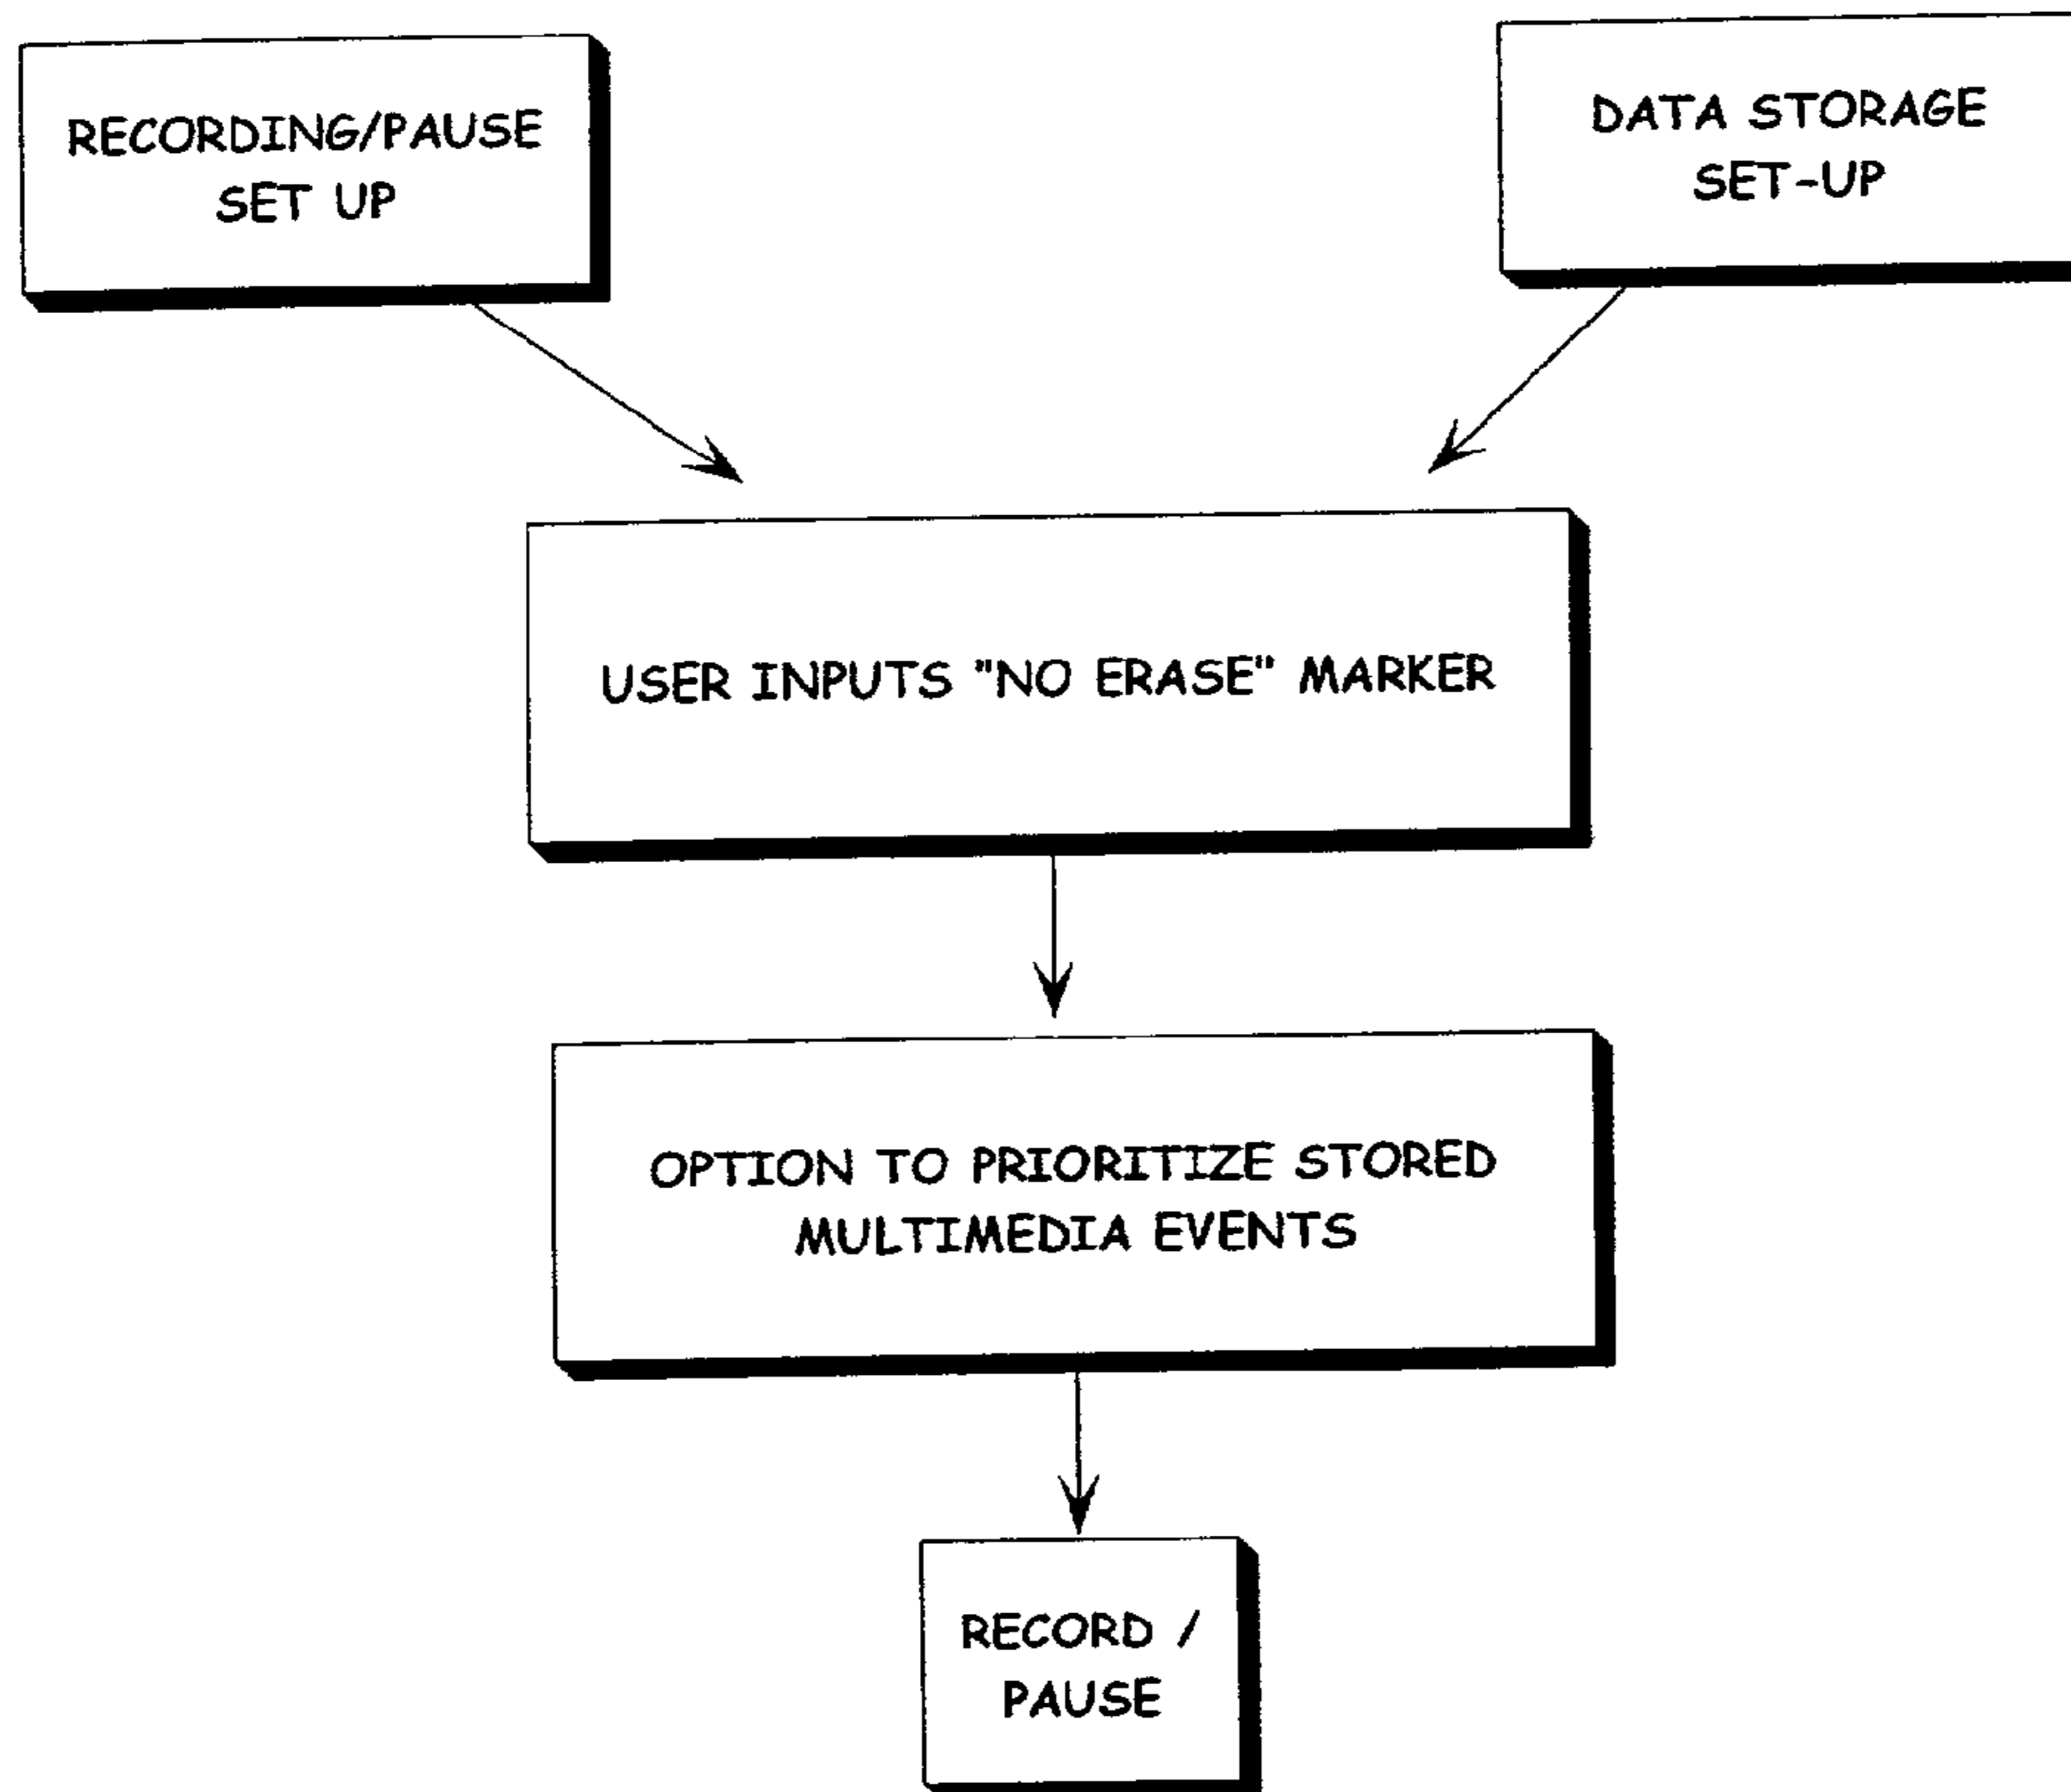 RECORDING/PAUSE
SET UP
DATA STORAGE
SET-UP
USER INPUTS "NO ERASE" MARKER
OPTION TO PRIORITIZE STORED
MULTIMEDIA EVENTS
RECORD /
PAUSE